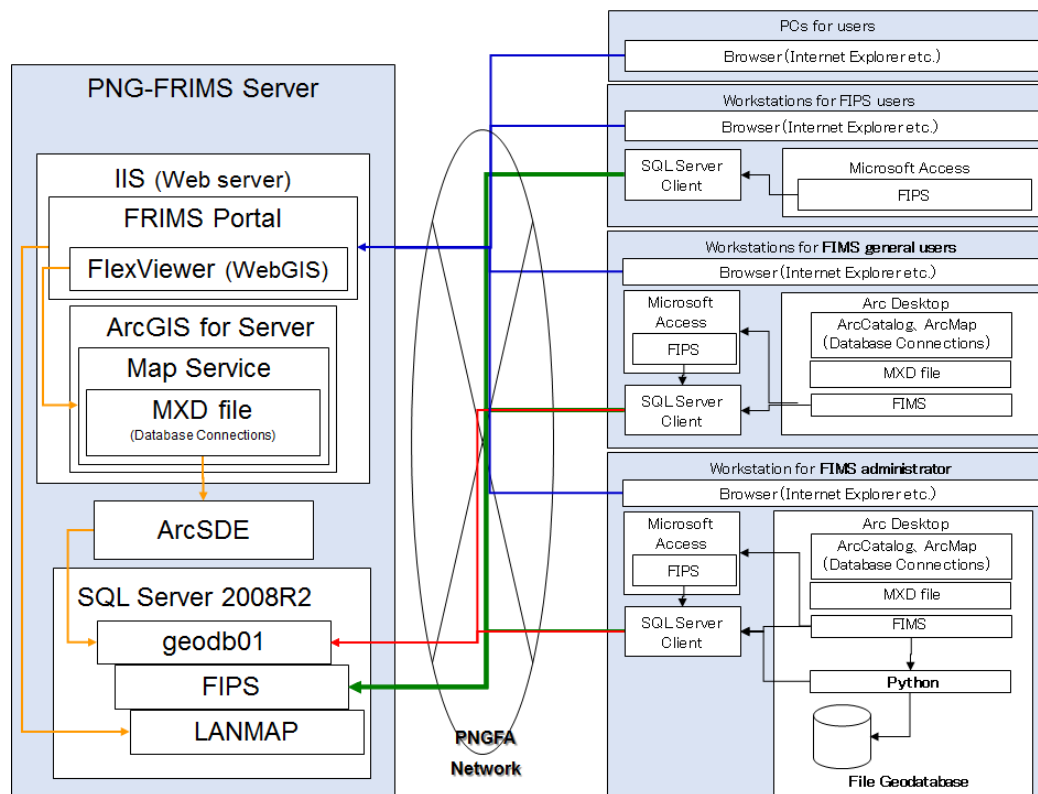 PNG-FRIMS Server
IIS (Web server)
FRIMS Portal
FlexViewer (WebGIS)
ArcGIS for Server
Map Service
MXD file
(Database Connections)
ArcSDE
SQL Server 2008R2
geodb01
FIPS
LANMAP
PNGFA
Network
PCs for users
Browser(Internet Explorer etc.)
Workstations for FIPS users
Browser(Internet Explorer etc.)
SQL Server
Client
Microsoft Access
FIPS
Workstations for FIMS general users
Browser(Internet Explorer etc.)
Microsoft
Access
FIPS
SQL Server
Client
Arc Desktop
ArcCatalog、ArcMap
(Database Connections)
MXD file
FIMS
Workstation for FIMS administrator
Browser(Internet Explorer etc.)
Microsoft
Access
FIPS
SQL Server
Client
Arc Desktop
ArcCatalog、ArcMap
(Database Connections)
MXD file
FIMS
Python
File Geodatabase